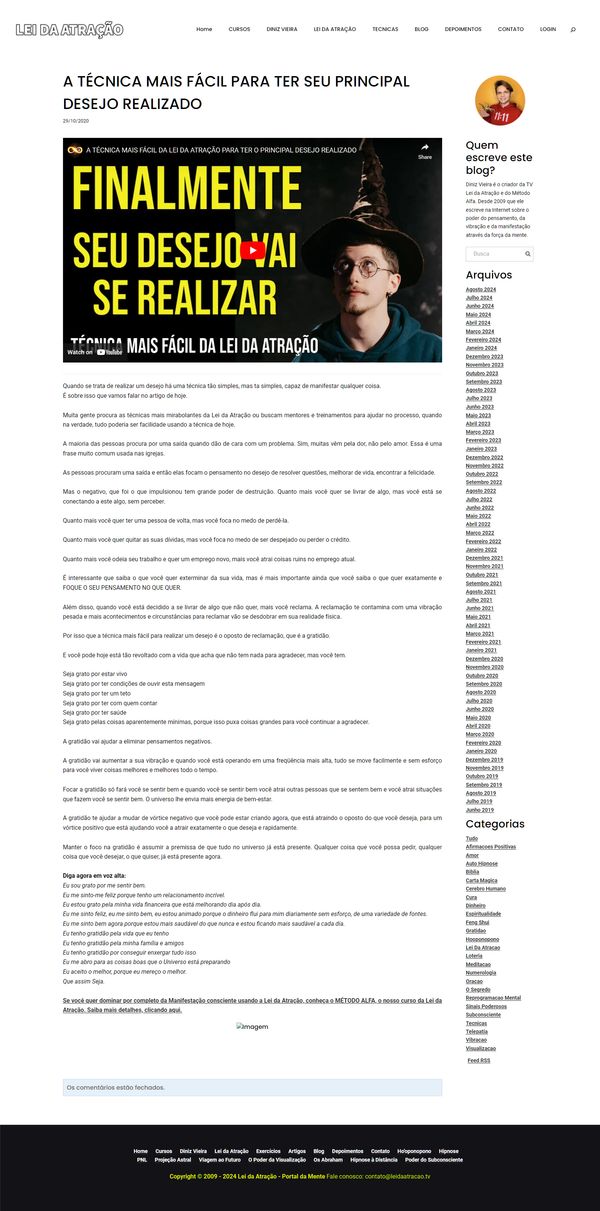 LEI DA ATRAÇÃO
Home CURSOS DINIZ VIEIRA LEI DA ATRAÇÃO TECNICAS BLOG DEPOIMENTOS CONTATO LOGIN
A TÉCNICA MAIS FÁCIL PARA TER SEU PRINCIPAL
DESEJO REALIZADO
29/10/2020
A TÉCNICA MAIS FÁCIL DA LEI DA ATRAÇÃO PARA TER O PRINCIPAL DESEJO REALIZADO
Share
FINALMENTE
SEU DESEJO VAI
SE REALIZAR
TÉCNICA MAIS FÁCIL DA LEI DA ATRAÇÃO
Watch on YouTube
Quando se trata de realizar um desejo há uma técnica tão simples, mas ta simples, capaz de manifestar qualquer coisa.
É sobre isso que vamos falar no artigo de hoje.
Muita gente procura as técnicas mais mirabolantes da Lei da Atração ou buscam mentores e treinamentos para ajudar no processo, quando
na verdade, tudo poderia ser facilidade usando a técnica de hoje.
A maioria das pessoas procura por uma saída quando dão de cara com um problema. Sim, muitas vêm pela dor, não pelo amor. Essa é uma
frase muito comum usada nas igrejas.
As pessoas procuram uma saída e então elas focam o pensamento no desejo de resolver questões, melhorar de vida, encontrar a felicidade.
Mas o negativo, que foi o que impulsionou tem grande poder de destruição. Quanto mais você quer se livrar de algo, mas você está se
conectando a este algo, sem perceber.
Quanto mais você quer ter uma pessoa de volta, mas você foca no medo de perdê-la.
Quanto mais você quer quitar as suas dívidas, mas você foca no medo de ser despejado ou perder o crédito.
Quanto mais você odeia seu trabalho e quer um emprego novo, mais você atrai coisas ruins no emprego atual.
É interessante que saiba o que você quer exterminar da sua vida, mas é mais importante ainda que você saiba o que quer exatamente e
FOQUE O SEU PENSAMENTO NO QUE QUER.
Além disso, quando você está decidido a se livrar de algo que não quer, mais você reclama. A reclamação te contamina com uma vibração
pesada e mais acontecimentos e circunstâncias para reclamar vão se desdobrar em sua realidade física.
Por isso que a técnica mais fácil para realizar um desejo é o oposto de reclamação, que é a gratidão.
E você pode hoje está tão revoltado com a vida que acha que não tem nada para agradecer, mas você tem.
Seja grato por estar vivo
Seja grato por ter condições de ouvir esta mensagem
Seja grato por ter um teto
Seja grato por ter com quem contar
Seja grato por ter saúde
Seja grato pelas coisas aparentemente mínimas, porque isso puxa coisas grandes para você continuar a agradecer.
A gratidão vai ajudar a eliminar pensamentos negativos.
A gratidão vai aumentar a sua vibração e quando você está operando em uma freqüência mais alta, tudo se move facilmente e sem esforço
para você viver coisas melhores e melhores todo o tempo.
Focar a gratidão só fará você se sentir bem e quando você se sentir bem você atrai outras pessoas que se sentem bem e você atrai situações
que fazem você se sentir bem. O universo lhe envia mais energia de bem-estar.
A gratidão te ajudar a mudar de vórtice negativo que você pode estar criando agora, que está atraindo o oposto do que você deseja, para um
vórtice positivo que está ajudando você a atrair exatamente o que deseja e rapidamente.
Manter o foco na gratidão é assumir a premissa de que tudo no universo já está presente. Qualquer coisa que você possa pedir, qualquer
coisa que você desejar, o que quiser, já está presente agora.
Diga agora em voz alta:
Eu sou grato por me sentir bem.
Eu me sinto-me feliz porque tenho um relacionamento incrível.
Eu estou grato pela minha vida financeira que está melhorando dia após dia.
Eu me sinto feliz, eu me sinto bem, eu estou animado porque o dinheiro flui para mim diariamente sem esforço, de uma variedade de fontes.
Eu me sinto bem agora porque estou mais saudável do que nunca e estou ficando mais saudável a cada dia.
Eu tenho gratidão pela vida que eu tenho
Eu tenho gratidão pela minha família e amigos
Eu tenho gratidão por conseguir enxergar tudo isso.
Eu me abro para as coisas boas que o Universo está preparando
Eu aceito o melhor, porque eu mereço o melhor.
Que assim Seja.
Se você quer dominar por completo da Manifestação consciente usando a Lei da Atração, conheça o MÉTODO ALFA, o nosso curso da Lei da
Atração. Saiba mais detalhes, clicando aqui.
Imagem
Os comentários estão fechados.
11:11
Quem
escreve este
blog?
Diniz Vieira é o criador da TV
Lei da Atração e do Método
Alfa. Desde 2009 que ele
escreve na Internet sobre o
poder do pensamento, da
vibração e da manifestação
através da força da mente.
Busca
Arquivos
Agosto 2024
Julho 2024
Junho 2024
Maio 2024
Abril 2024
Março 2024
Fevereiro 2024
Janeiro 2024
Dezembro 2023
Novembro 2023
Outubro 2023
Setembro 2023
Agosto 2023
Julho 2023
Junho 2023
Maio 2023
Abril 2023
Março 2023
Fevereiro 2023
Janeiro 2023
Dezembro 2022
Novembro 2022
Outubro 2022
Setembro 2022
Agosto 2022
Julho 2022
Junho 2022
Maio 2022
Abril 2022
Março 2022
Fevereiro 2022
Janeiro 2022
Dezembro 2021
Novembro 2021
Outubro 2021
Setembro 2021
Agosto 2021
Julho 2021
Junho 2021
Maio 2021
Abril 2021
Março 2021
Fevereiro 2021
Janeiro 2021
Dezembro 2020
Novembro 2020
Outubro 2020
Setembro 2020
Agosto 2020
Julho 2020
Junho 2020
Maio 2020
Abril 2020
Março 2020
Fevereiro 2020
Janeiro 2020
Dezembro 2019
Novembro 2019
Outubro 2019
Setembro 2019
Agosto 2019
Julho 2019
Junho 2019
Categorias
Tudo
Afirmacoes Positivas
Amor
Auto Hipnose
Biblia
Carta Magica
Cerebro Humano
Cura
Dinheiro
Espiritualidade
Feng Shui
Gratidao
Hooponopono
Lei Da Atracao
Loteria
Meditacao
Numerologia
Oracao
O Segredo
Reprogramacao Mental
Sinais Poderosos
Subconsciente
Tecnicas
Telepatia
Vibracao
Visualizacao
Feed RSS
Home Cursos Diniz Vieira Lei da Atração Exercícios Artigos Blog Depoimentos Contato Ho'oponopono Hipnose
PNL Projeção Astral Viagem ao Futuro O Poder da Visualização Os Abraham Hipnose à Distância Poder do Subconsciente
Copyright © 2009 - 2024 Lei da Atração - Portal da Mente Fale conosco: contato@leidaatracao.tv